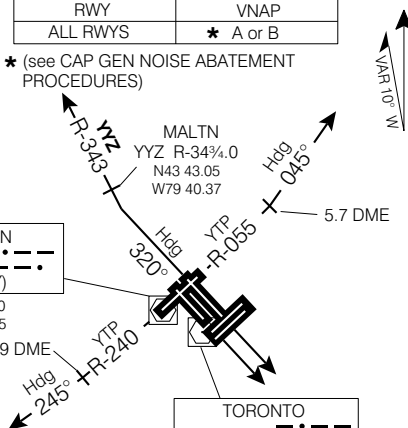 RWY VNAP
ALL RWYS * A or B
* (see CAP GEN NOISE ABATEMENT
PROCEDURES)
VAR 10° W
YYZ
R-343
MALTN
YYZ R-34¾.0
N43 43.05
W79 40.37
Hdg
045°
5.7 DME
YTP
R-055
Hdg
320°
N
)
0
5
9 DME
YTP
R-240
Hdg
245°
TORONTO